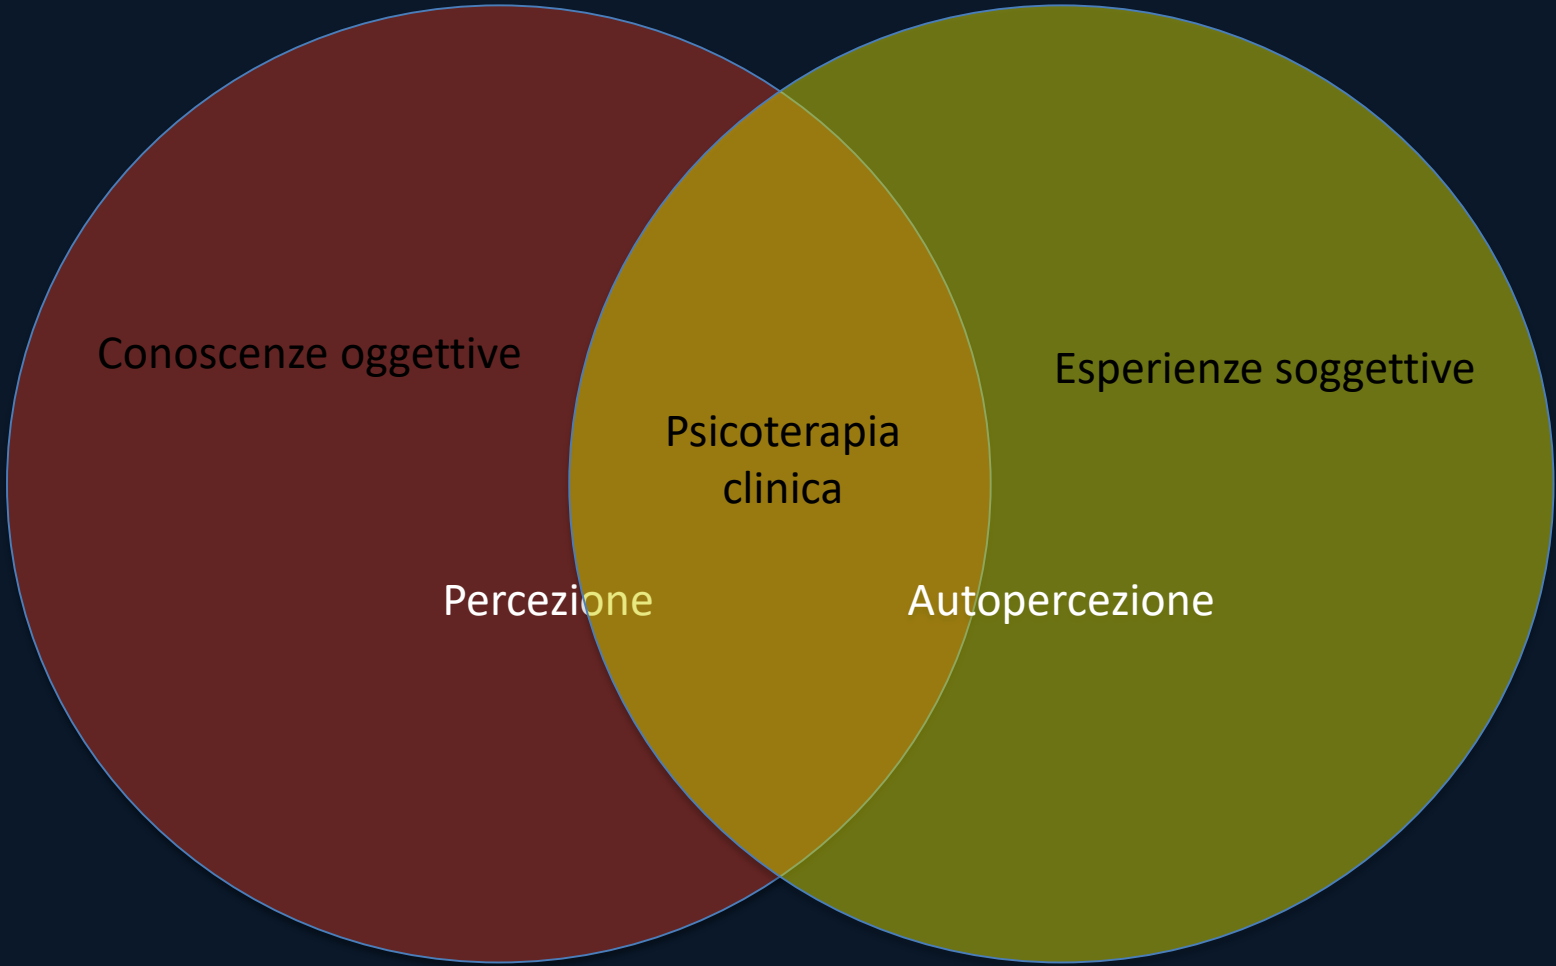 Conoscenze oggettive
Esperienze soggettive
Psicoterapia
clinica
Percezione
Autopercezione